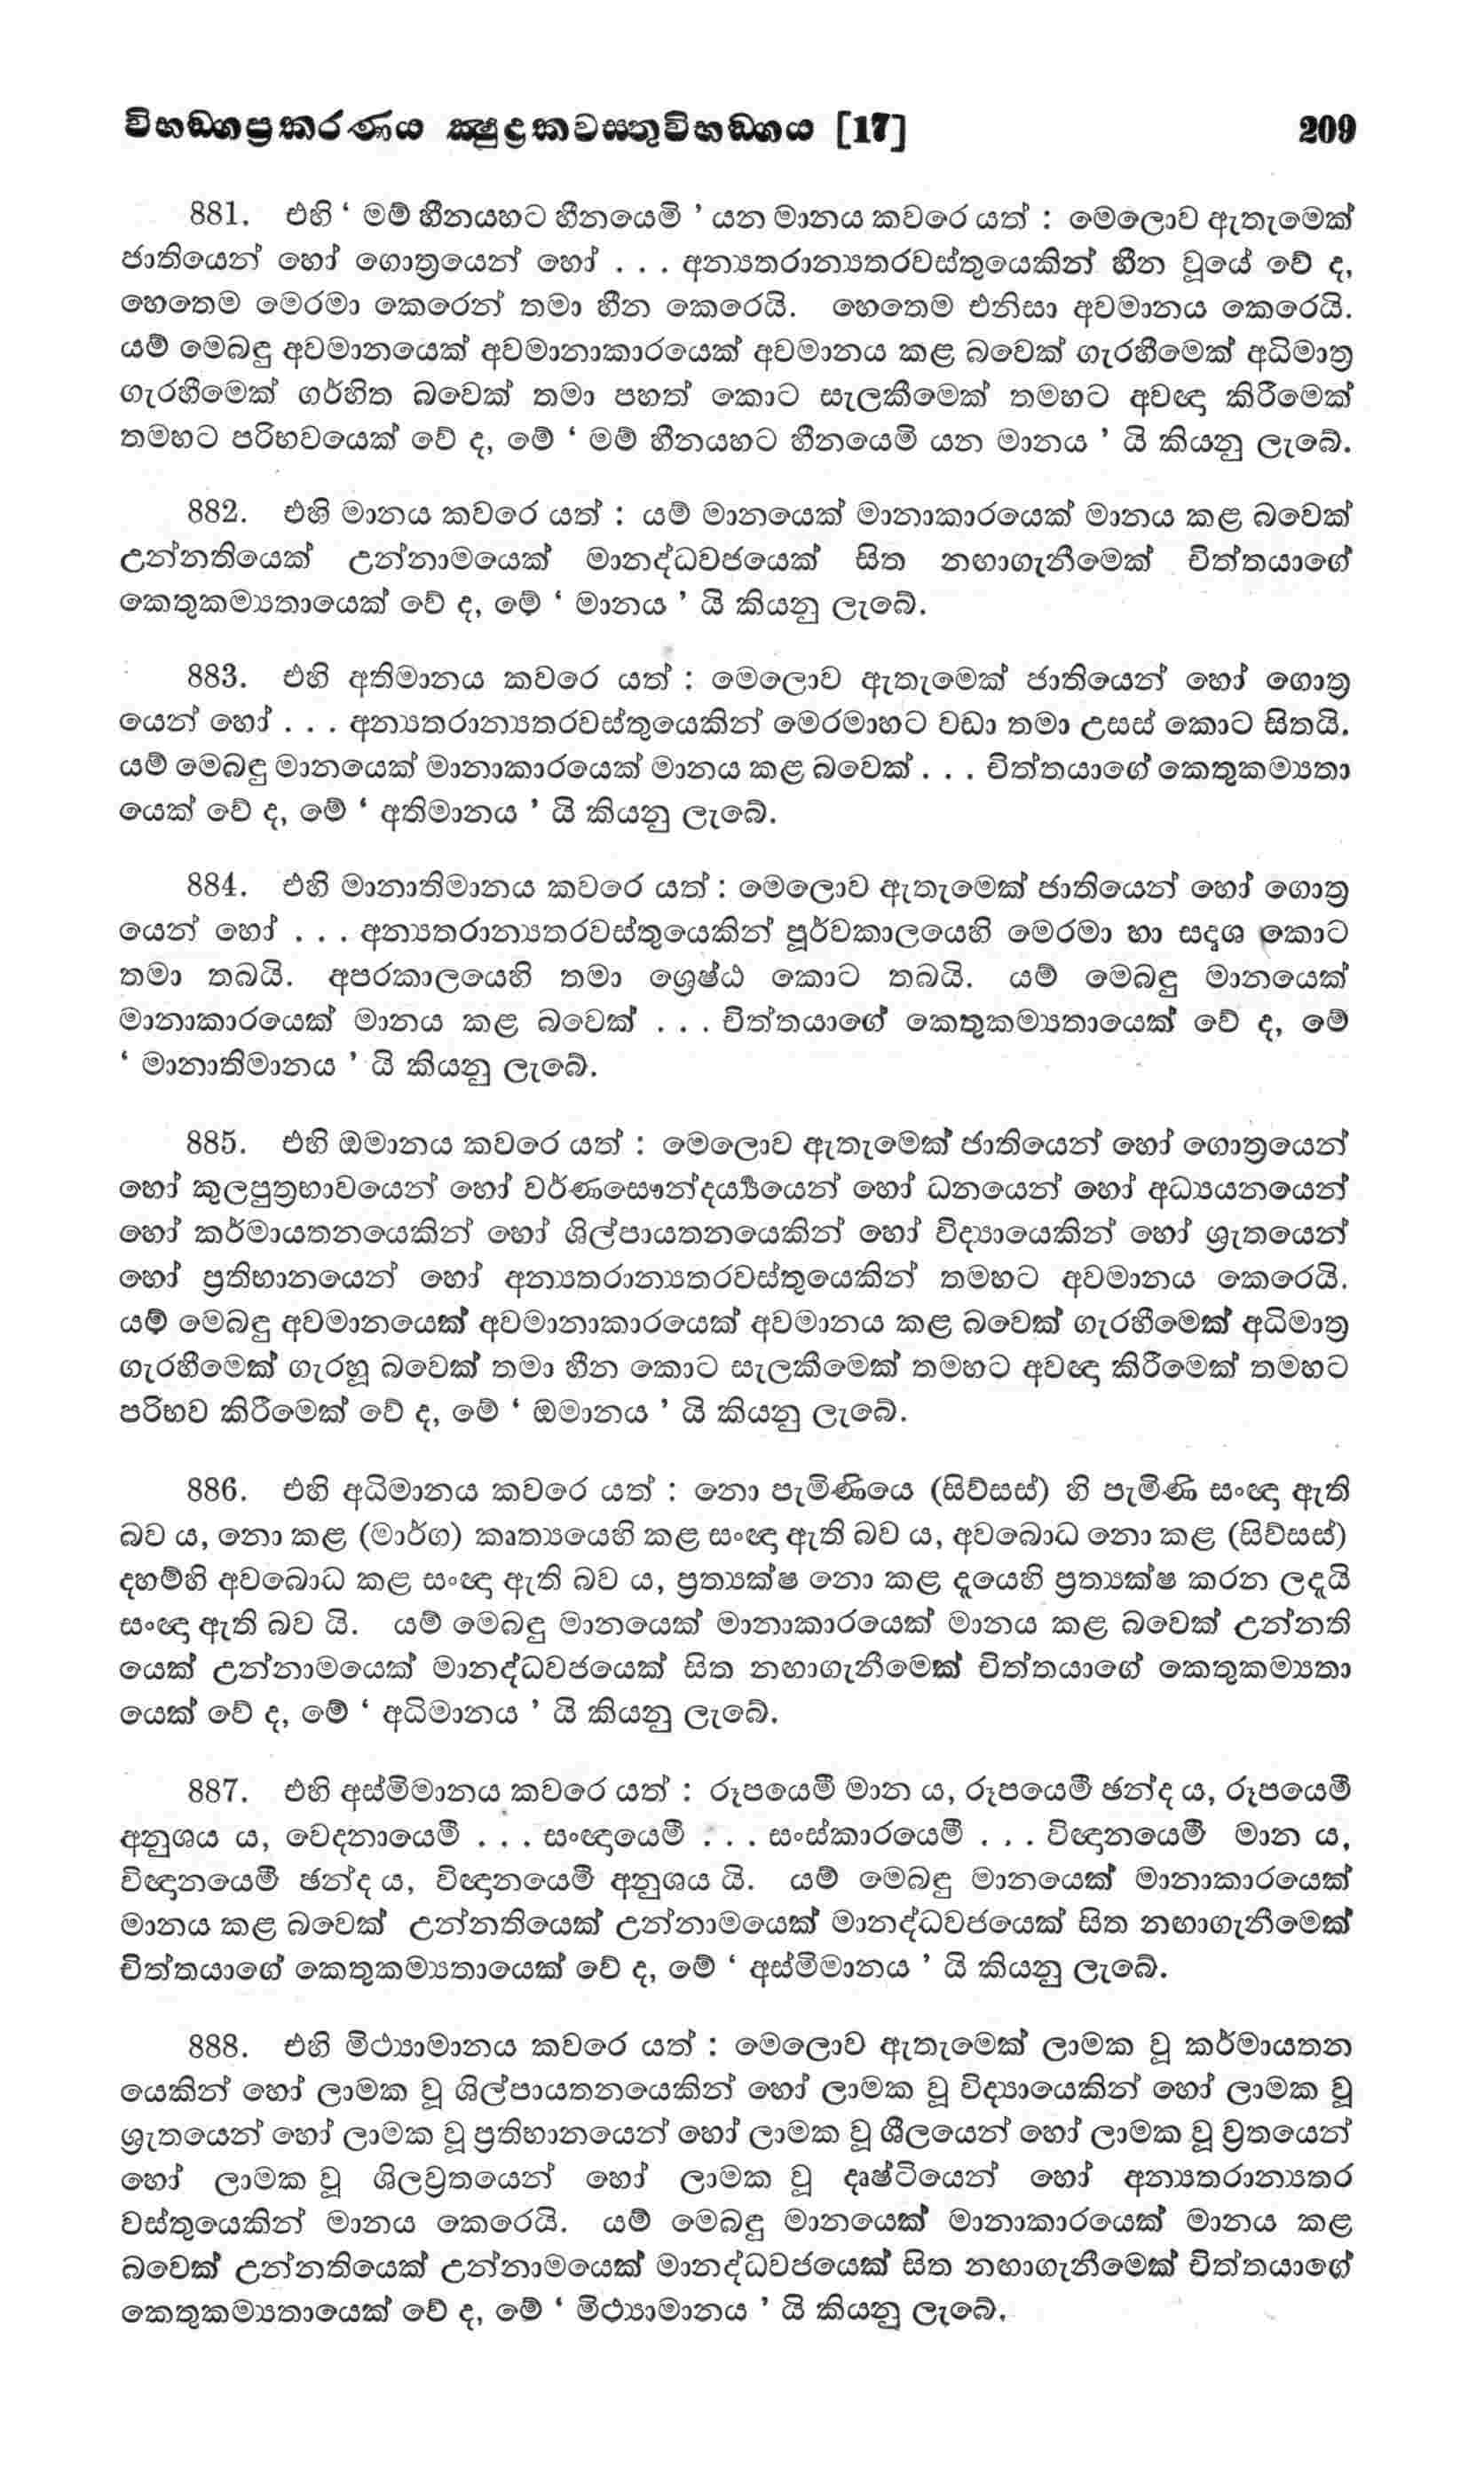 විභඞ්ගප්‍රකරණය ක්‍ෂුද්‍රකවස්තුවිභඞ්ගය [17] 209
881. එහි ‘ මම් හීනයහට හීනයෙමි ’ යන මානය කවරෙ යත් : මෙලොව ඇතැමෙක්
ජාතියෙන් හෝ ගොත්‍රයෙන් හෝ . . . අන්‍යතරාන්‍යතරවස්තුයෙකින් හීන වූයේ වේ ද,
හෙතෙම මෙරමා කෙරෙන් තමා හීන කෙරෙයි. හෙතෙම එනිසා අවමානය කෙරෙයි.
යම් මෙබඳු අවමානයෙක් අවමානාකාරයෙක් අවමානය කළ බවෙක් ගැරහීමෙක් අධිමාත්‍ර
ගැරහීමෙක් ගර්හිත බවෙක් තමා පහත් කොට සැලකීමෙක් තමහට අවඥා කිරීමෙක්
තමහට පරිභවයෙක් වේ ද, මේ ‘ මම් හීනයහට හීනයෙමි යන මානය ’ යි කියනු ලැබේ.
882. එහි මානය කවරෙ යත් : යම් මානයෙක් මානාකාරයෙක් මානය කළ බවෙක්
උන්නතියෙක් උන්නාමයෙක් මානද්ධවජයෙක් සිත නඟාගැනීමෙක් චිත්තයාගේ
කෙතුකම්‍යතායෙක් වේ ද, මේ ‘ මානය ’ යි කියනු ලැබේ.
883. එහි අතිමානය කවරෙ යත් : මෙලොව ඇතැමෙක් ජාතියෙන් හෝ ගොත්‍ර
යෙන් හෝ . . . අන්‍යතරාන්‍යතරවස්තුයෙකින් මෙරමාහට වඩා තමා උසස් කොට සිතයි.
යම් මෙබඳු මානයෙක් මානාකාරයෙක් මානය කළ බවෙක් . . . චිත්තයාගේ කෙතුකම්‍යතා
යෙක් වේ ද, මේ ‘ අතිමානය ’ යි කියනු ලැබේ.
884. එහි මානාතිමානය කවරෙ යත් : මෙලොව ඇතැමෙක් ජාතියෙන් හෝ ගොත්‍ර
යෙන් හෝ . . . අන්‍යතරාන්‍යතරවස්තුයෙකින් පූර්වකාලයෙහි මෙරමා හා සදෘශ කොට
තමා තබයි. අපරකාලයෙහි තමා ශ්‍රෙෂ්ඨ කොට තබයි. යම් මෙබඳු මානයෙක්
මානාකාරයෙක් මානය කළ බවෙක් . . . චිත්තයාගේ කෙතුකම්‍යතායෙක් වේ ද, මේ
‘ මානාතිමානය ’ යි කියනු ලැබේ.
885. එහි ඔමානය කවරෙ යත් : මෙලොව ඇතැමෙක් ජාතියෙන් හෝ ගොත්‍රයෙන්
හෝ කුලපුත්‍රභාවයෙන් හෝ වර්ණසෞන්දර්‍ය්‍යයෙන් හෝ ධනයෙන් හෝ අධ්‍යයනයෙන්
හෝ කර්මායතනයෙකින් හෝ ශිල්පායතනයෙකින් හෝ විද්‍යායෙකින් හෝ ශ්‍රැතයෙන්
හෝ ප්‍රතිභානයෙන් හෝ අන්‍යතරාන්‍යතරවස්තුයෙකින් තමහට අවමානය කෙරෙයි.
යම් මෙබඳු අවමානයෙක් අවමානාකාරයෙක් අවමානය කළ බවෙක් ගැරහීමෙක් අධිමාත්‍ර
ගැරහීමෙක් ගැරහූ බවෙක් තමා හීන කොට සැලකීමෙක් තමහට අවඥා කිරීමෙක් තමහට
පරිභව කිරීමෙක් වේ ද, මේ ‘ ඔමානය ’ යි කියනු ලැබේ.
886. එහි අධිමානය කවරෙ යත් : නො පැමිණියෙ (සිව්සස්) හි පැමිණි සංඥා ඇති
බව ය, නො කළ (මාර්ග) කෘත්‍යයෙහි කළ සංඥා ඇති බව ය, අවබොධ නො කළ (සිව්සස්)
දහම්හි අවබොධ කළ සංඥා ඇති බව ය, ප්‍රත්‍යක්ෂ නො කළ දෑයෙහි ප්‍රත්‍යක්ෂ කරන ලදැයි
සංඥා ඇති බව යි. යම් මෙබඳු මානයෙක් මානාකාරයෙක් මානය කළ බවෙක් උන්නති
යෙක් උන්නාමයෙක් මානද්ධවජයෙක් සිත නඟාගැනීමෙක් චිත්තයාගේ කෙතුකම්‍යතා
යෙක් වේ ද, මේ ‘ අධිමානය ’ යි කියනු ලැබේ.
887. එහි අස්මිමානය කවරෙ යත් : රූපයෙමී මාන ය, රූපයෙමී ඡන්ද ය, රූපයෙමී
අනුශය ය, වෙදනායෙමී . . . සංඥායෙමී . . . සංස්කාරයෙමී . . . විඥානයෙමී මාන ය,
විඥානයෙමී ඡන්ද ය, විඥානයෙමී අනුශය යි. යම් මෙබඳු මානයෙක් මානාකාරයෙක්
මානය කළ බවෙක් උන්නතියෙක් උන්නාමයෙක් මානද්ධවජයෙක් සිත නඟාගැනීමෙක්
චිත්තයාගේ කෙතුකම්‍යතායෙක් වේ ද, මේ ‘ අස්මිමානය ’ යි කියනු ලැබේ.
888. එහි මිථ්‍යාමානය කවරෙ යත් : මෙලොව ඇතැමෙක් ලාමක වූ කර්මායතන
යෙකින් හෝ ලාමක වූ ශිල්පායතනයෙකින් හෝ ලාමක වූ විද්‍යායෙකින් හෝ ලාමක වූ
ශ්‍රැතයෙන් හෝ ලාමක වූ ප්‍රතිභානයෙන් හෝ ලාමක වූ ශීලයෙන් හෝ ලාමක වූ ව්‍රතයෙන්
හෝ ලාමක වූ ශිලව්‍රතයෙන් හෝ ලාමක වූ දෘෂ්ටියෙන් හෝ අන්‍යතරාන්‍යතර
වස්තුයෙකින් මානය කෙරෙයි. යම් මෙබඳු මානයෙක් මානාකාරයෙක් මානය කළ
බවෙක් උන්නතියෙක් උන්නාමයෙක් මානද්ධවජයෙක් සිත නඟාගැනීමෙක් චිත්තයාගේ
කෙතුකම්‍යතායෙක් වේ ද, මේ ‘ මිථ්‍යාමානය ’ යි කියනු ලැබේ.